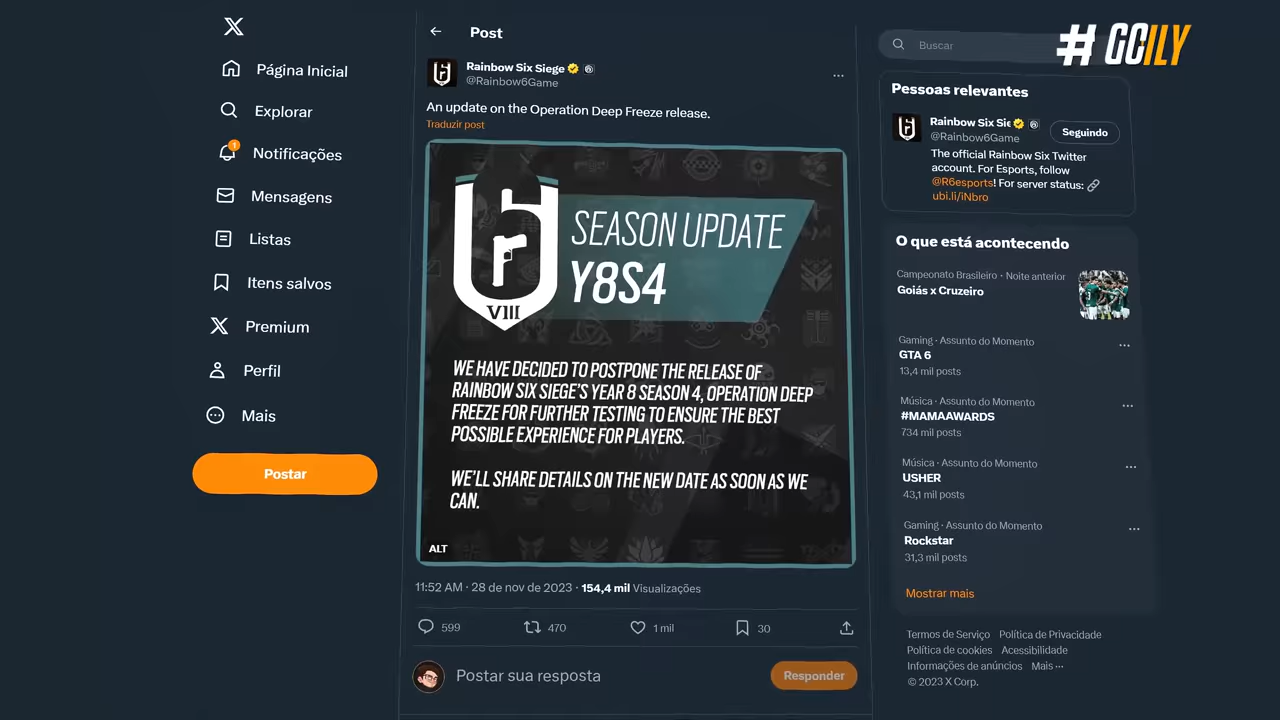 Página Inicial
Explorar
1
Notificações
Mensagens
Listas
Itens salvos
Premium
Perfil
Mais
Postar
Post
Rainbow Six Siege
@Rainbow6Game
An update on the Operation Deep Freeze release.
Traduzir post
SEASON UPDATE
Y8S4
VIII
WE HAVE DECIDED TO POSTPONE THE RELEASE OF
RAINBOW SIX SIEGE'S YEAR 8 SEASON 4, OPERATION DEEP
FREEZE FOR FURTHER TESTING TO ENSURE THE BEST
POSSIBLE EXPERIENCE FOR PLAYERS.
WE'LL SHARE DETAILS ON THE NEW DATE AS SOON AS WE
CAN.
ALT
11:52 AM · 28 de nov de 2023 · 154,4 mil Visualizações
599 470 1 mil 30
Postar sua resposta
Responder
Buscar
# GCILY
Pessoas relevantes
Rainbow Six Sie
@Rainbow6Game
Seguindo
The official Rainbow Six Twitter
account. For Esports, follow
@R6esports! For server status: 🔗
ubi.li/iNbro
O que está acontecendo
Campeonato Brasileiro · Noite anterior
Goiás x Cruzeiro
Gaming · Assunto do Momento
GTA 6
13,4 mil posts
Música · Assunto do Momento
#MAMAAWARDS
734 mil posts
Música · Assunto do Momento
USHER
43,1 mil posts
Gaming · Assunto do Momento
Rockstar
31,3 mil posts
Mostrar mais
Termos de Serviço Política de Privacidade
Política de cookies Acessibilidade
Informações de anúncios Mais ···
© 2023 X Corp.